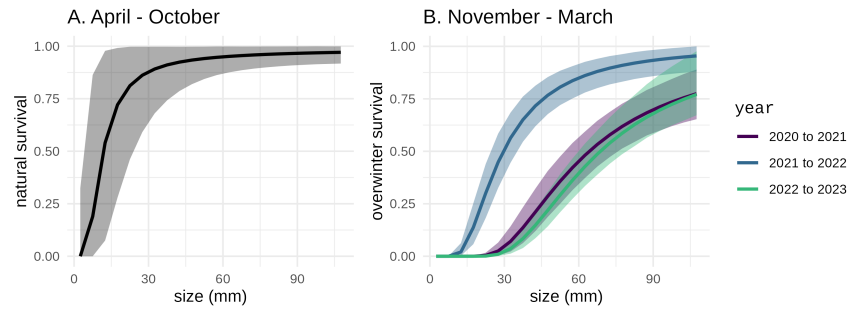 A. April - October
natural survival
1.00
0.75
0.50
0.25
0.00
0
30
60
90
size (mm)
B. November - March
overwinter survival
1.00
0.75
0.50
0.25
0.00
0
30
60
90
size (mm)
year
2020 to 2021
2021 to 2022
2022 to 2023